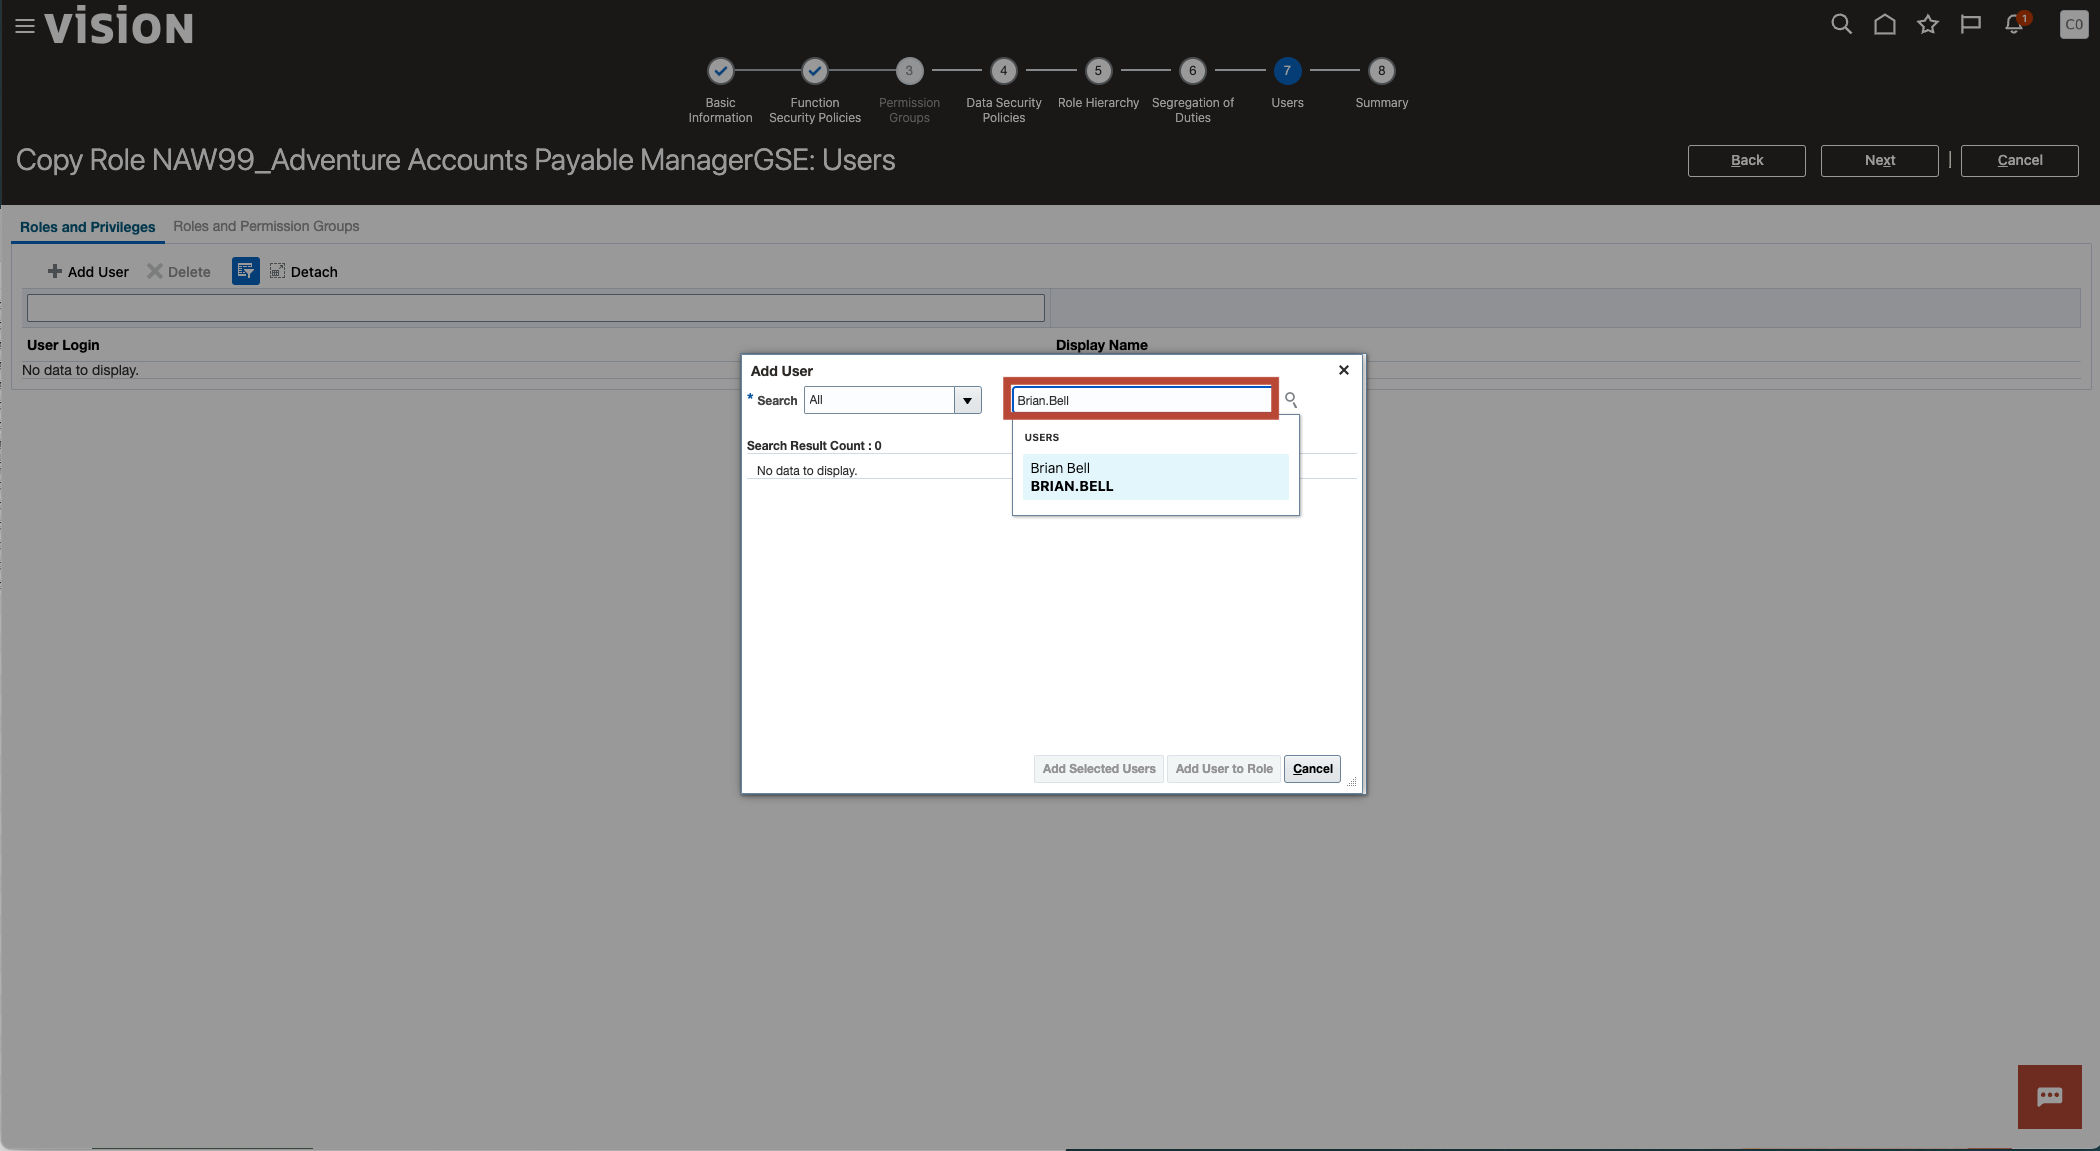 vısıon
1
C0
3
4
5
6
7
8
Basic
Information
Function
Security Policies
Permission
Groups
Data Security
Policies
Role Hierarchy
Segregation of
Duties
Users
Summary
Copy Role NAW99_Adventure Accounts Payable ManagerGSE: Users
Back
Next
Cancel
Roles and Privileges
Roles and Permission Groups
Add User
Delete
Detach
User Login
Display Name
No data to display.
Add User
* Search
All
Brian.Bell
USERS
Brian Bell
BRIAN.BELL
Search Result Count : 0
No data to display.
Add Selected Users
Add User to Role
Cancel